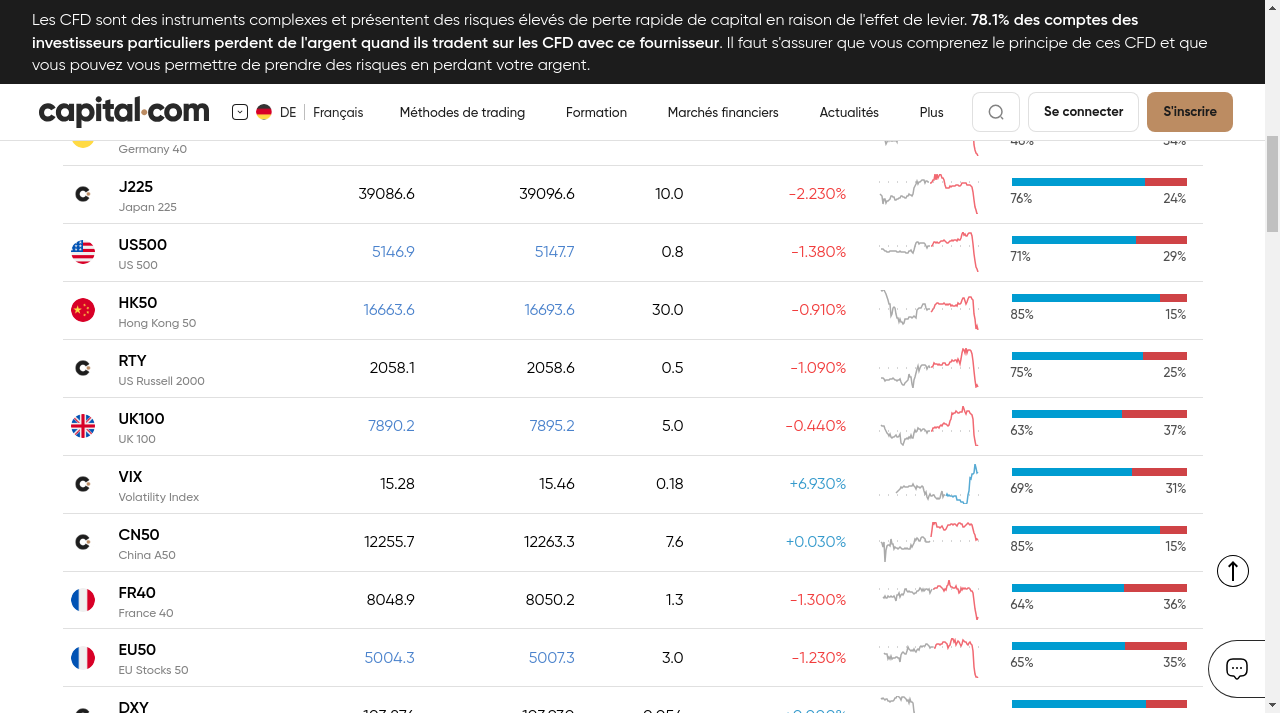 Les CFD sont des instruments complexes et présentent des risques élevés de perte rapide de capital en raison de l'effet de levier. 78.1% des comptes des
investisseurs particuliers perdent de l'argent quand ils tradent sur les CFD avec ce fournisseur. Il faut s'assurer que vous comprenez le principe de ces CFD et que
vous pouvez vous permettre de prendre des risques en perdant votre argent.
capital.com DE Français Méthodes de trading Formation Marchés financiers Actualités Plus Se connecter S'inscrire
Germany 40
J225 39086.6 39096.6 10.0 -2.230%
Japan 225 76% 24%
US500 5146.9 5147.7 0.8 -1.380%
US 500 71% 29%
HK50 16663.6 16693.6 30.0 -0.910%
Hong Kong 50 85% 15%
RTY 2058.1 2058.6 0.5 -1.090%
US Russell 2000 75% 25%
UK100 7890.2 7895.2 5.0 -0.440%
UK 100 63% 37%
VIX 15.28 15.46 0.18 +6.930%
Volatility Index 69% 31%
CN50 12255.7 12263.3 7.6 +0.030%
China A50 85% 15%
FR40 8048.9 8050.2 1.3 -1.300%
France 40 64% 36%
EU50 5004.3 5007.3 3.0 -1.230%
EU Stocks 50 65% 35%
DXY